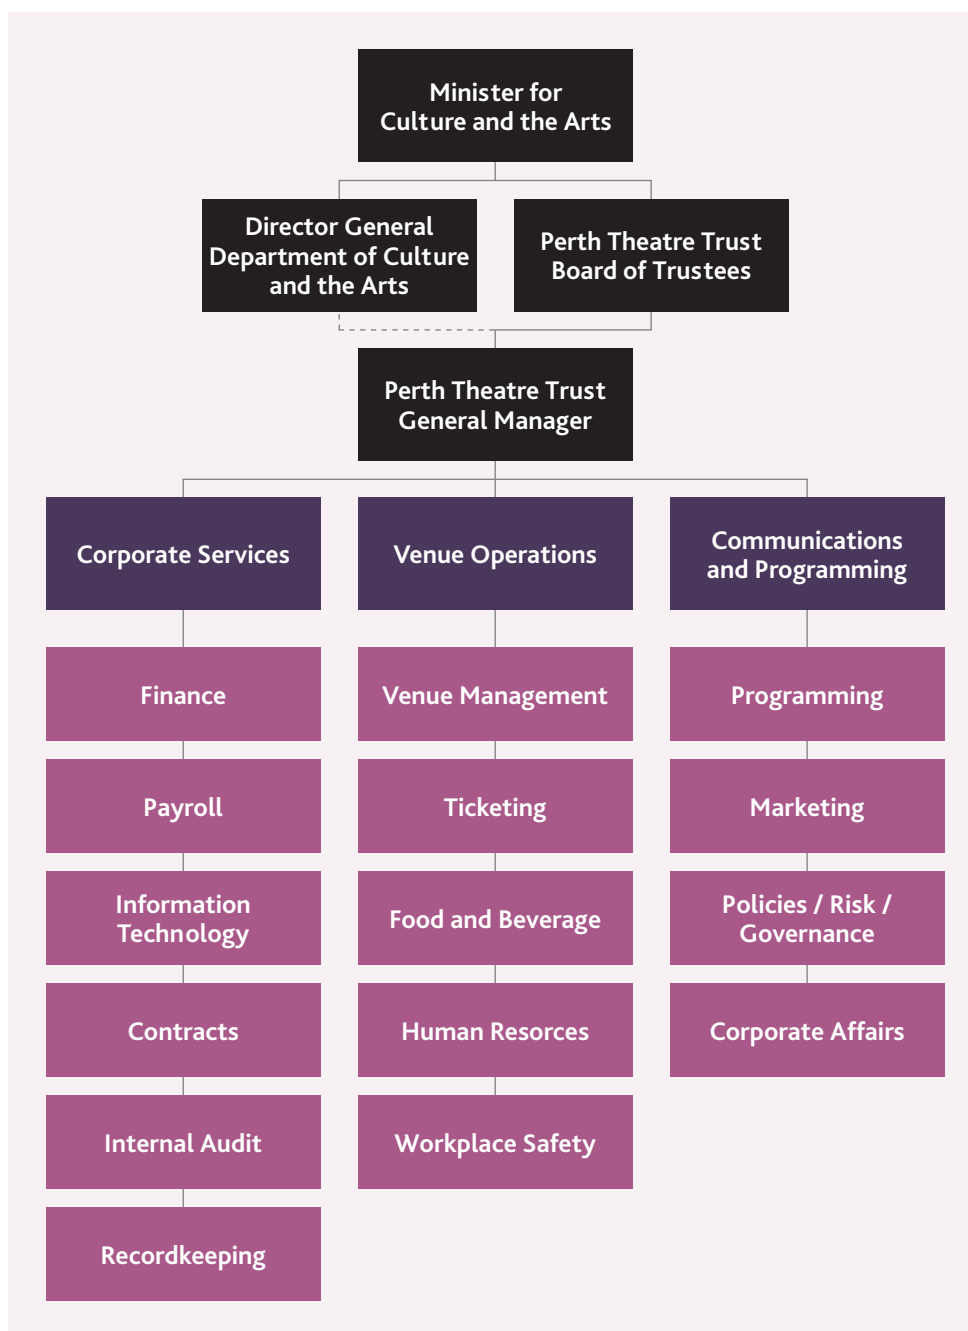 Minister for
Culture and the Arts
Director General
Department of Culture
and the Arts
Perth Theatre Trust
Board of Trustees
Perth Theatre Trust
General Manager
Corporate Services
Venue Operations
Communications
and Programming
Finance
Venue Management
Programming
Payroll
Ticketing
Marketing
Information
Technology
Food and Beverage
Policies / Risk /
Governance
Contracts
Human Resorces
Corporate Affairs
Internal Audit
Workplace Safety
Recordkeeping